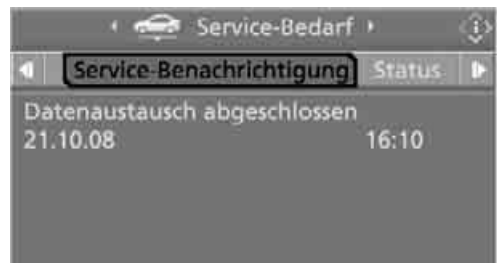 Service-Bedarf
Service-Benachrichtigung Status
Datenaustausch abgeschlossen
21.10.08 16:10